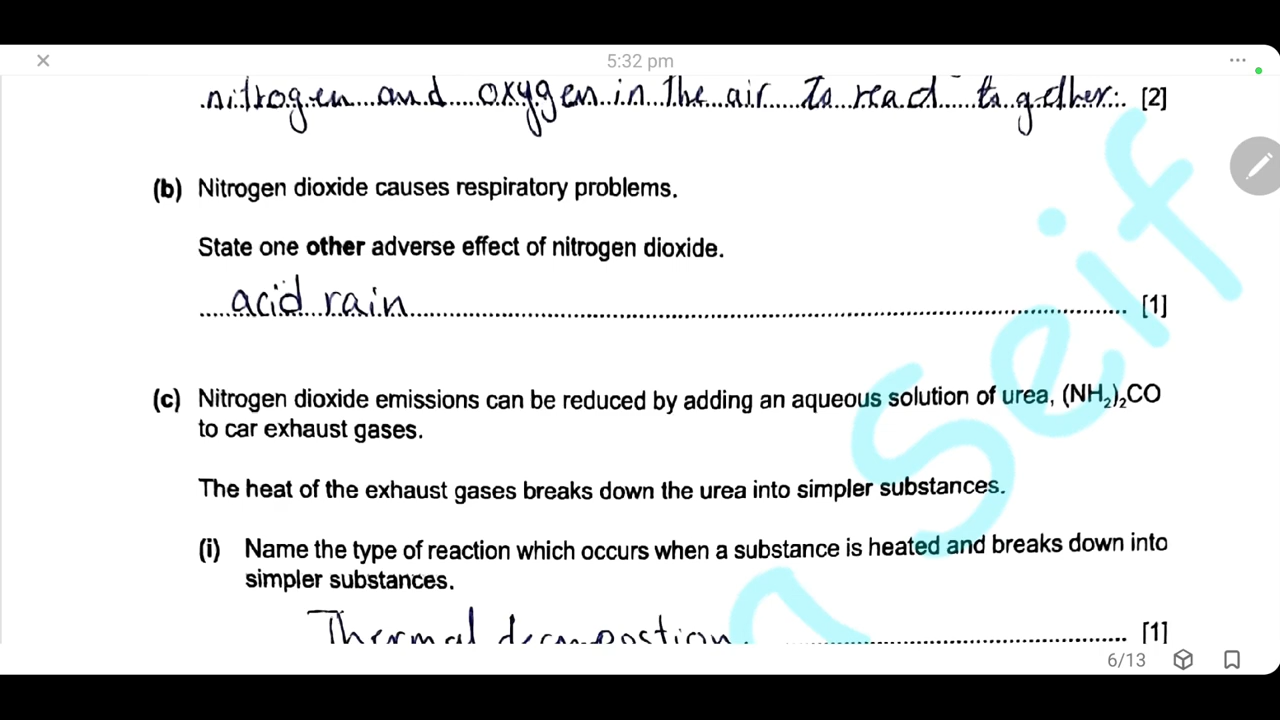 5:32 pm
nitrogen and oxygen in the air to react together. [2]
(b) Nitrogen dioxide causes respiratory problems.
State one other adverse effect of nitrogen dioxide.
acid rain [1]
(c) Nitrogen dioxide emissions can be reduced by adding an aqueous solution of urea, (NH₂)₂CO
to car exhaust gases.
The heat of the exhaust gases breaks down the urea into simpler substances.
(i) Name the type of reaction which occurs when a substance is heated and breaks down into
simpler substances.
Thermal decompostion. [1]
6/13
Seif